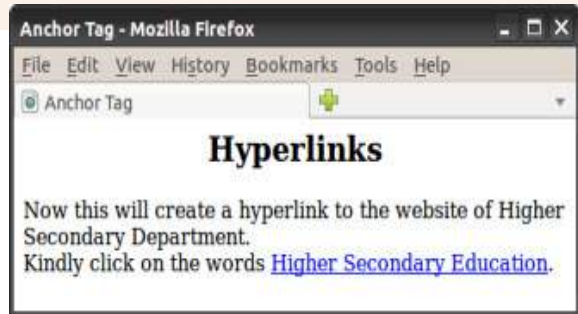 Anchor Tag - Mozilla Firefox
File Edit View History Bookmarks Tools Help
Anchor Tag
Hyperlinks
Now this will create a hyperlink to the website of Higher
Secondary Department.
Kindly click on the words Higher Secondary Education.